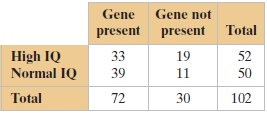 Gene Gene not
present present Total
High IQ 33 19 52
Normal IQ 39 11 50
Total 72 30 102